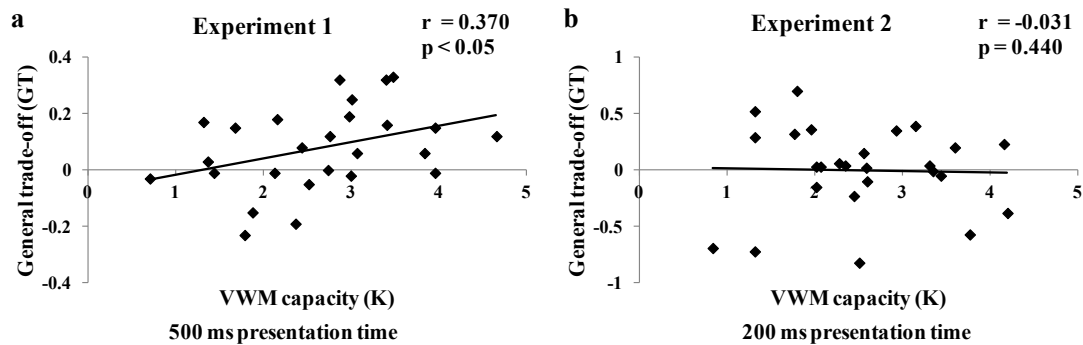 a
Experiment 1
r = 0.370
p < 0.05
General trade-off (GT)
0.4
0.2
0
-0.2
-0.4
0 1 2 3 4 5
VWM capacity (K)
500 ms presentation time
b
Experiment 2
r = -0.031
p = 0.440
General trade-off (GT)
1
0.5
0
-0.5
-1
0 1 2 3 4 5
VWM capacity (K)
200 ms presentation time